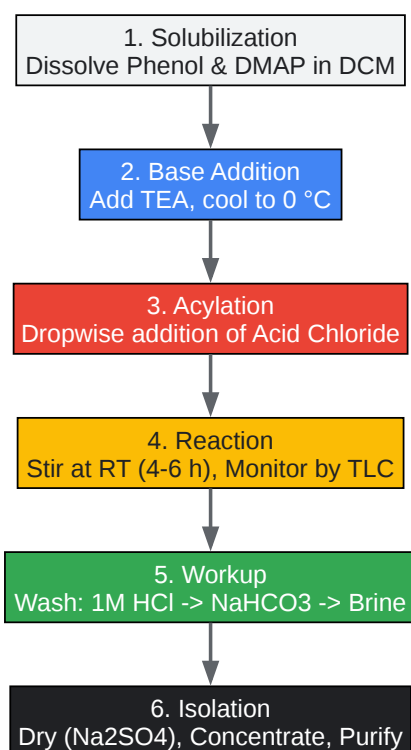 1. Solubilization
Dissolve Phenol & DMAP in DCM
2. Base Addition
Add TEA, cool to 0 °C
3. Acylation
Dropwise addition of Acid Chloride
4. Reaction
Stir at RT (4-6 h), Monitor by TLC
5. Workup
Wash: 1M HCl -> NaHCO3 -> Brine
6. Isolation
Dry (Na2SO4), Concentrate, Purify